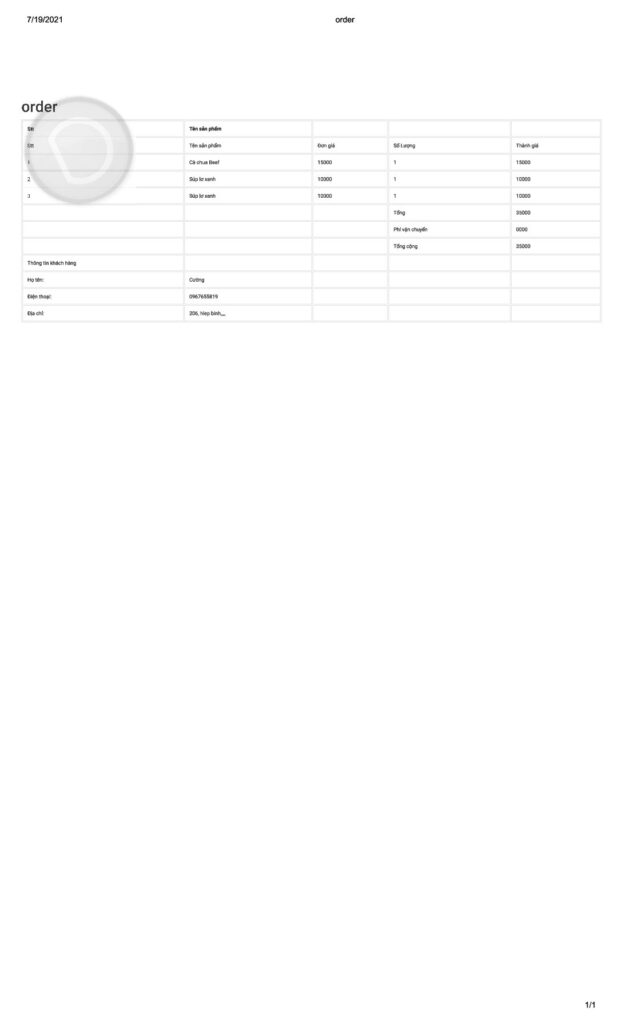 7/19/2021 order
order
Stt Tên sản phẩm
Stt Tên sản phẩm Đơn giá Số Lượng Thành giá
1 Cà chua Beef 15000 1 15000
2 Súp lơ xanh 10000 1 10000
3 Súp lơ xanh 10000 1 10000
Tổng 35000
Phí vận chuyển 0000
Tổng cộng 35000
Thông tin khách hàng
Họ tên: Cường
Điện thoại: 0967655819
Địa chỉ: 206, hiep binh,,,
1/1